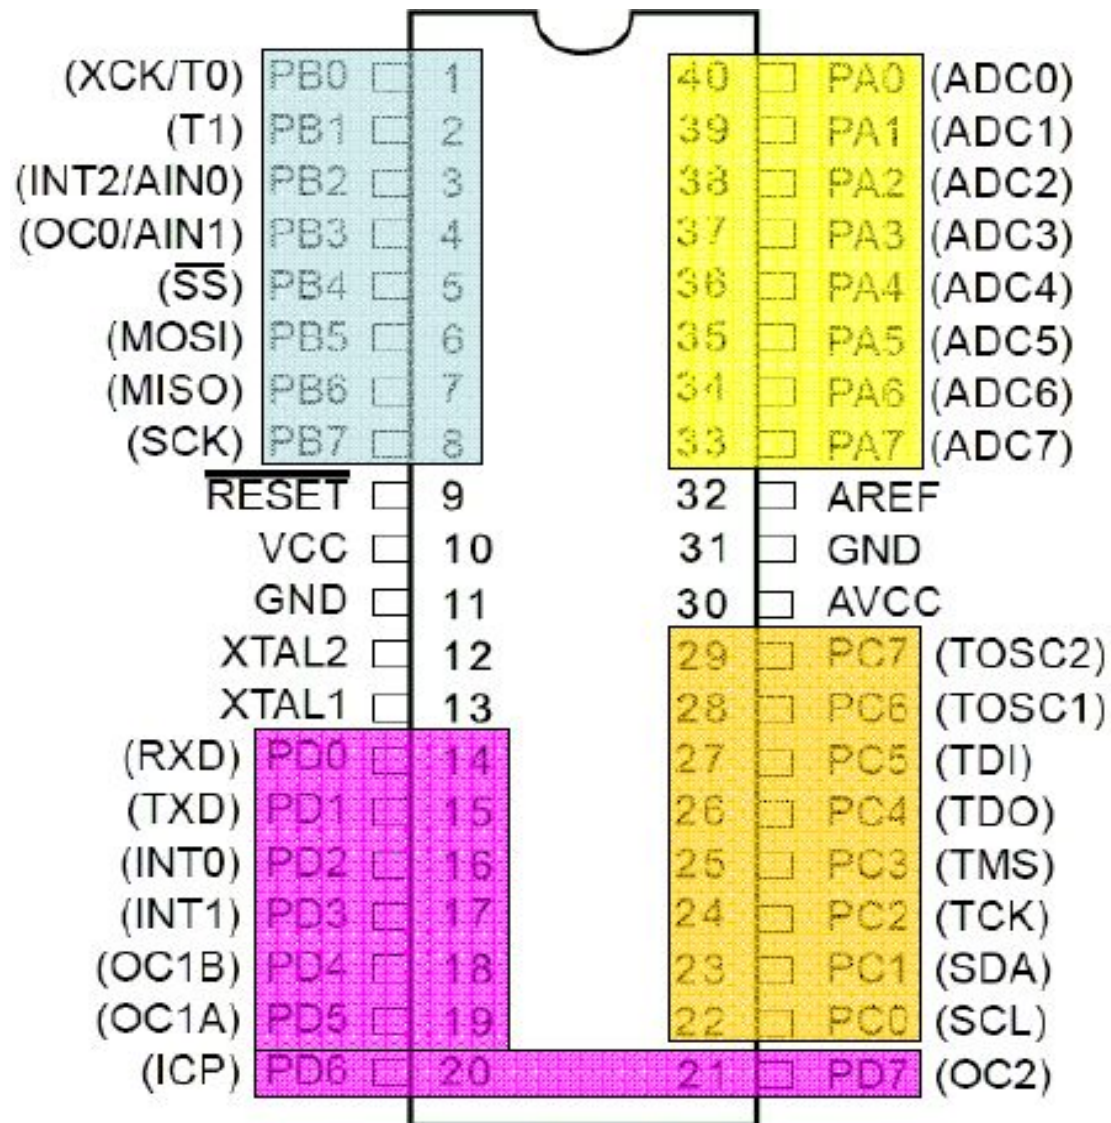 (XCK/T0) PB0 1 40 PA0 (ADC0)
(T1) PB1 2 39 PA1 (ADC1)
(INT2/AIN0) PB2 3 38 PA2 (ADC2)
(OC0/AIN1) PB3 4 37 PA3 (ADC3)
(S̅S̅) PB4 5 36 PA4 (ADC4)
(MOSI) PB5 6 35 PA5 (ADC5)
(MISO) PB6 7 34 PA6 (ADC6)
(SCK) PB7 8 33 PA7 (ADC7)
R̅E̅S̅E̅T̅ 9 32 AREF
VCC 10 31 GND
GND 11 30 AVCC
XTAL2 12 29 PC7 (TOSC2)
XTAL1 13 28 PC6 (TOSC1)
(RXD) PD0 14 27 PC5 (TDI)
(TXD) PD1 15 26 PC4 (TDO)
(INT0) PD2 16 25 PC3 (TMS)
(INT1) PD3 17 24 PC2 (TCK)
(OC1B) PD4 18 23 PC1 (SDA)
(OC1A) PD5 19 22 PC0 (SCL)
(ICP) PD6 20 21 PD7 (OC2)